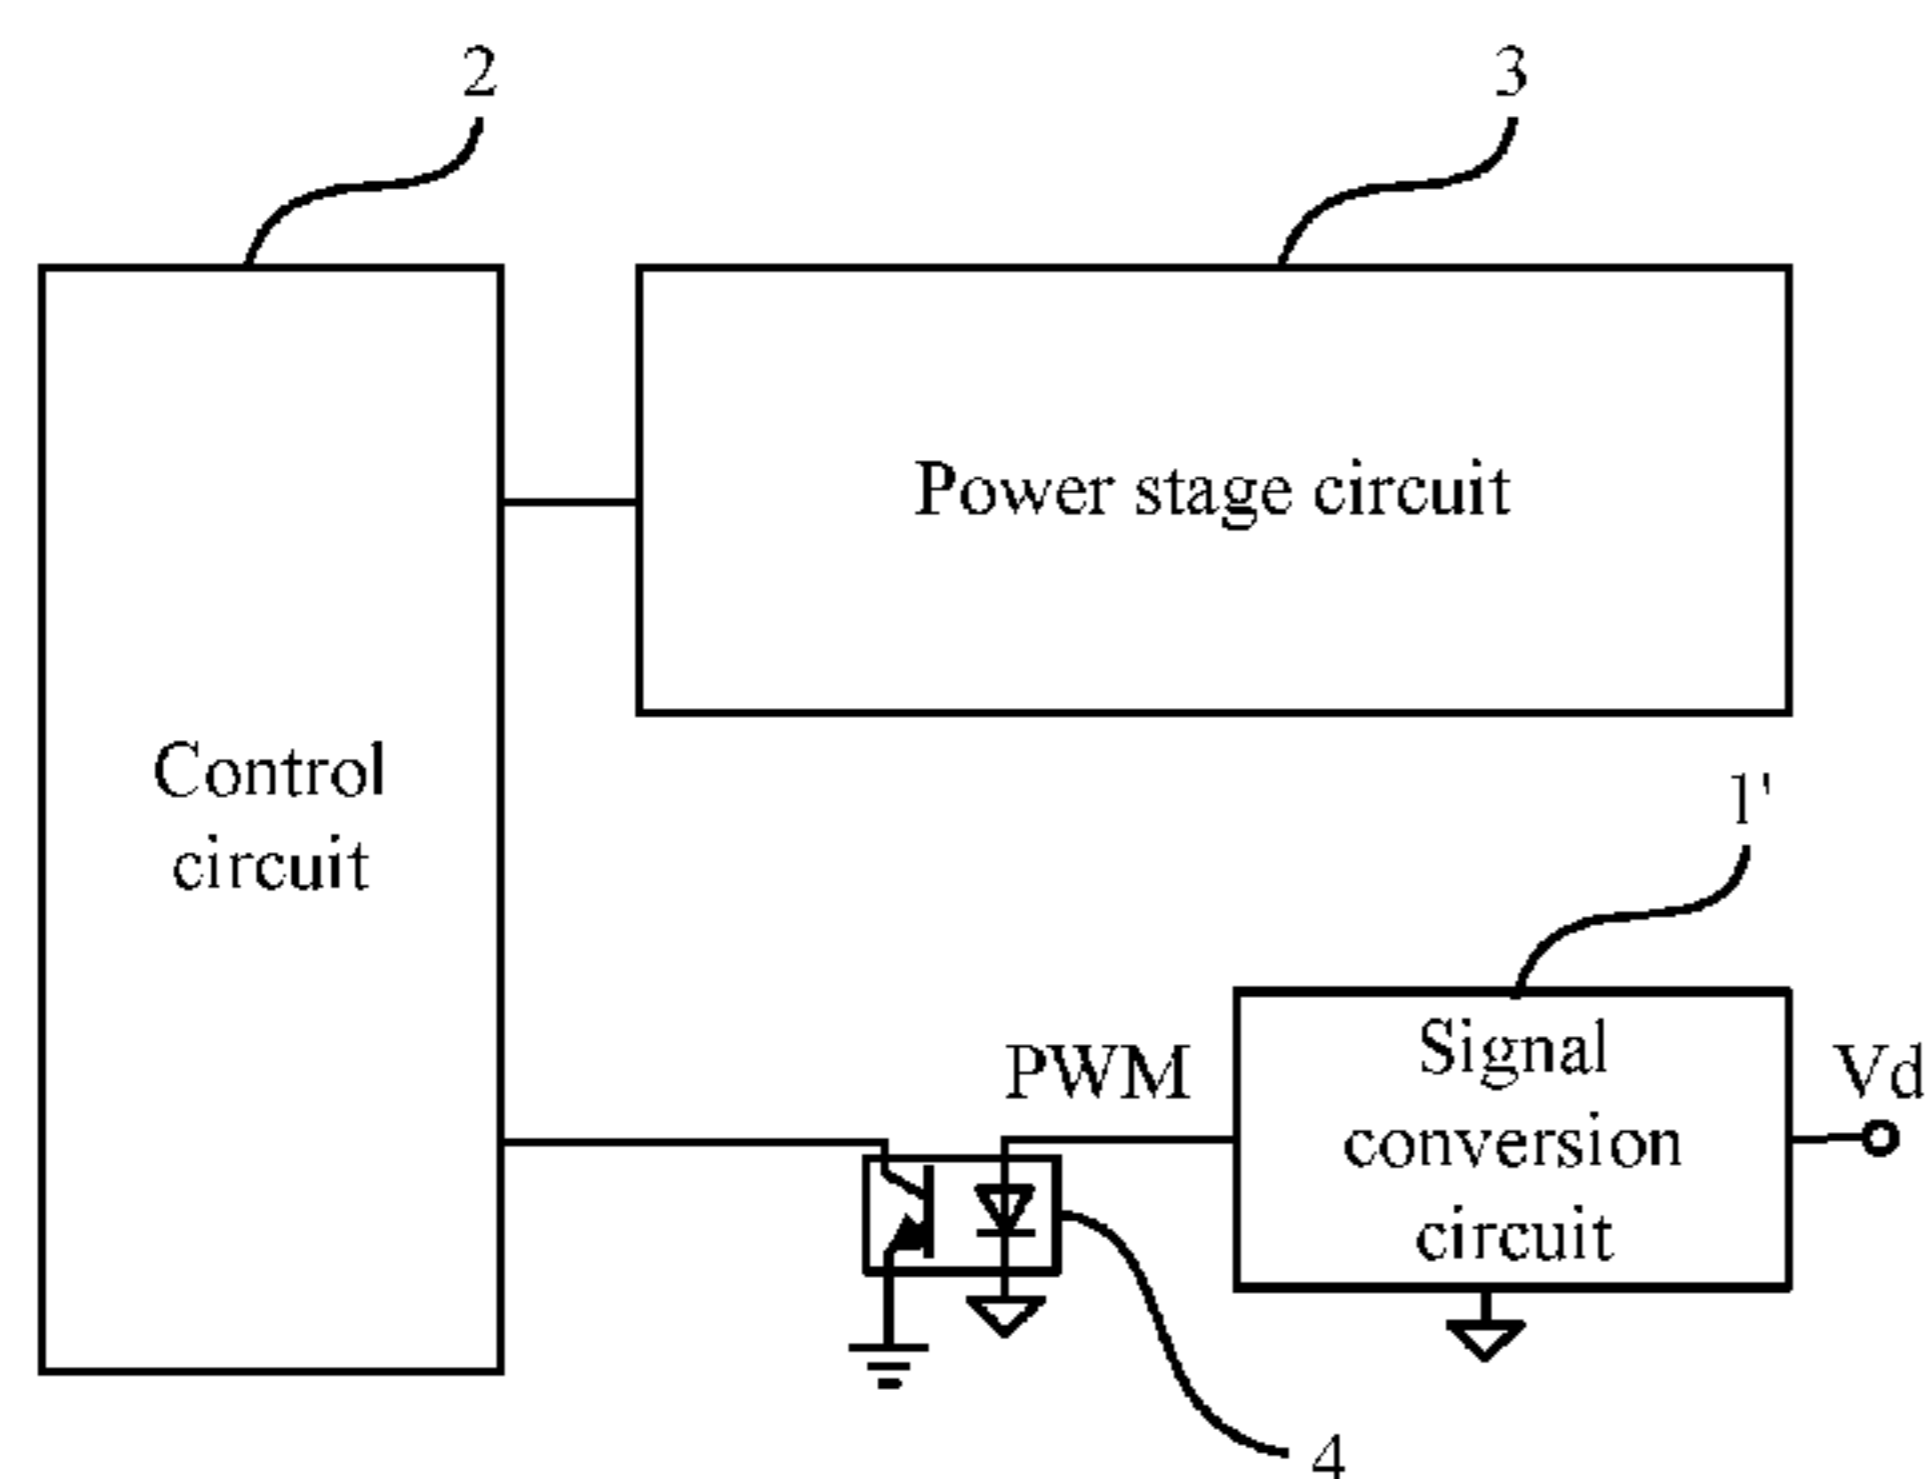 2
3
Power stage circuit
Control
circuit
1'
PWM
Signal
conversion
circuit
Vd
4